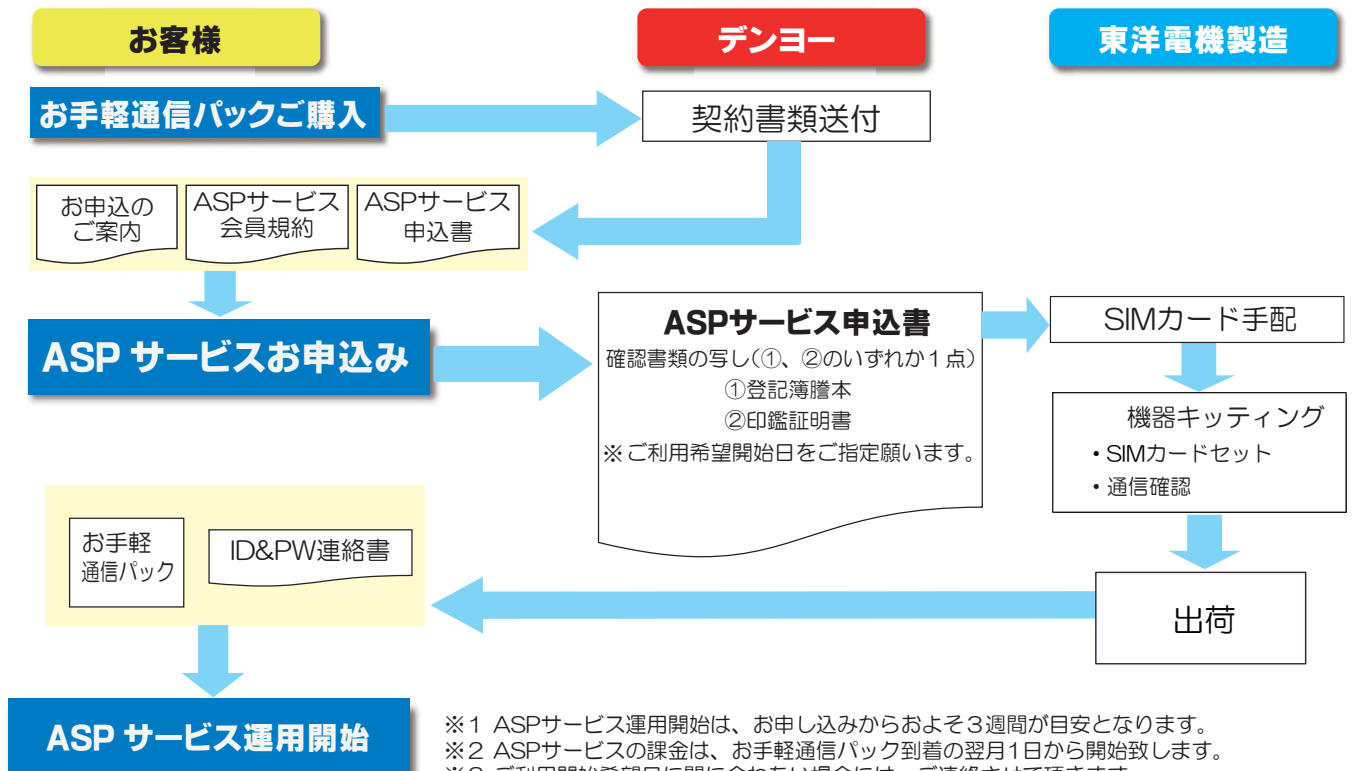 お客様
デンヨー
東洋電機製造
お手軽通信パックご購入
契約書類送付
お申込の
ご案内
ASPサービス
会員規約
ASPサービス
申込書
ASP サービスお申込み
ASPサービス申込書
確認書類の写し(①、②のいずれか1点)
①登記簿謄本
②印鑑証明書
※ご利用希望開始日をご指定願います。
SIMカード手配
機器キッティング
・SIMカードセット
・通信確認
お手軽
通信パック
ID&PW連絡書
出荷
ASP サービス運用開始
※1 ASPサービス運用開始は、お申し込みからおよそ3週間が目安となります。
※2 ASPサービスの課金は、お手軽通信パック到着の翌月1日から開始致します。